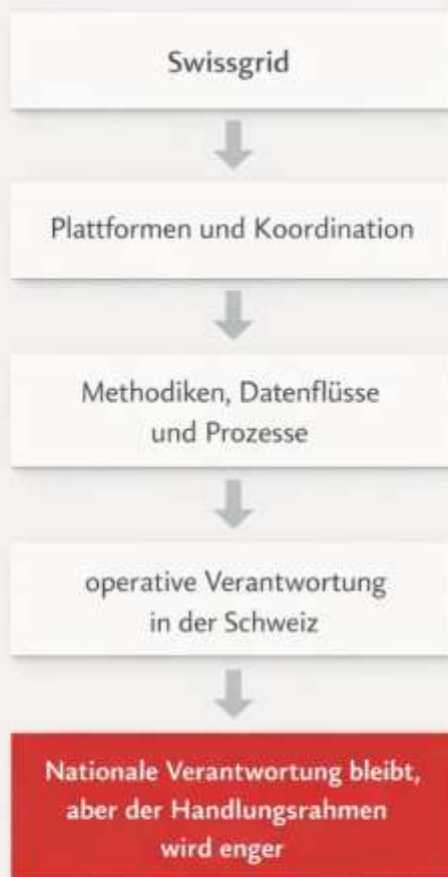 Swissgrid
Plattformen und Koordination
Methodiken, Datenflüsse
und Prozesse
operative Verantwortung
in der Schweiz
Nationale Verantwortung bleibt,
aber der Handlungsrahmen
wird enger